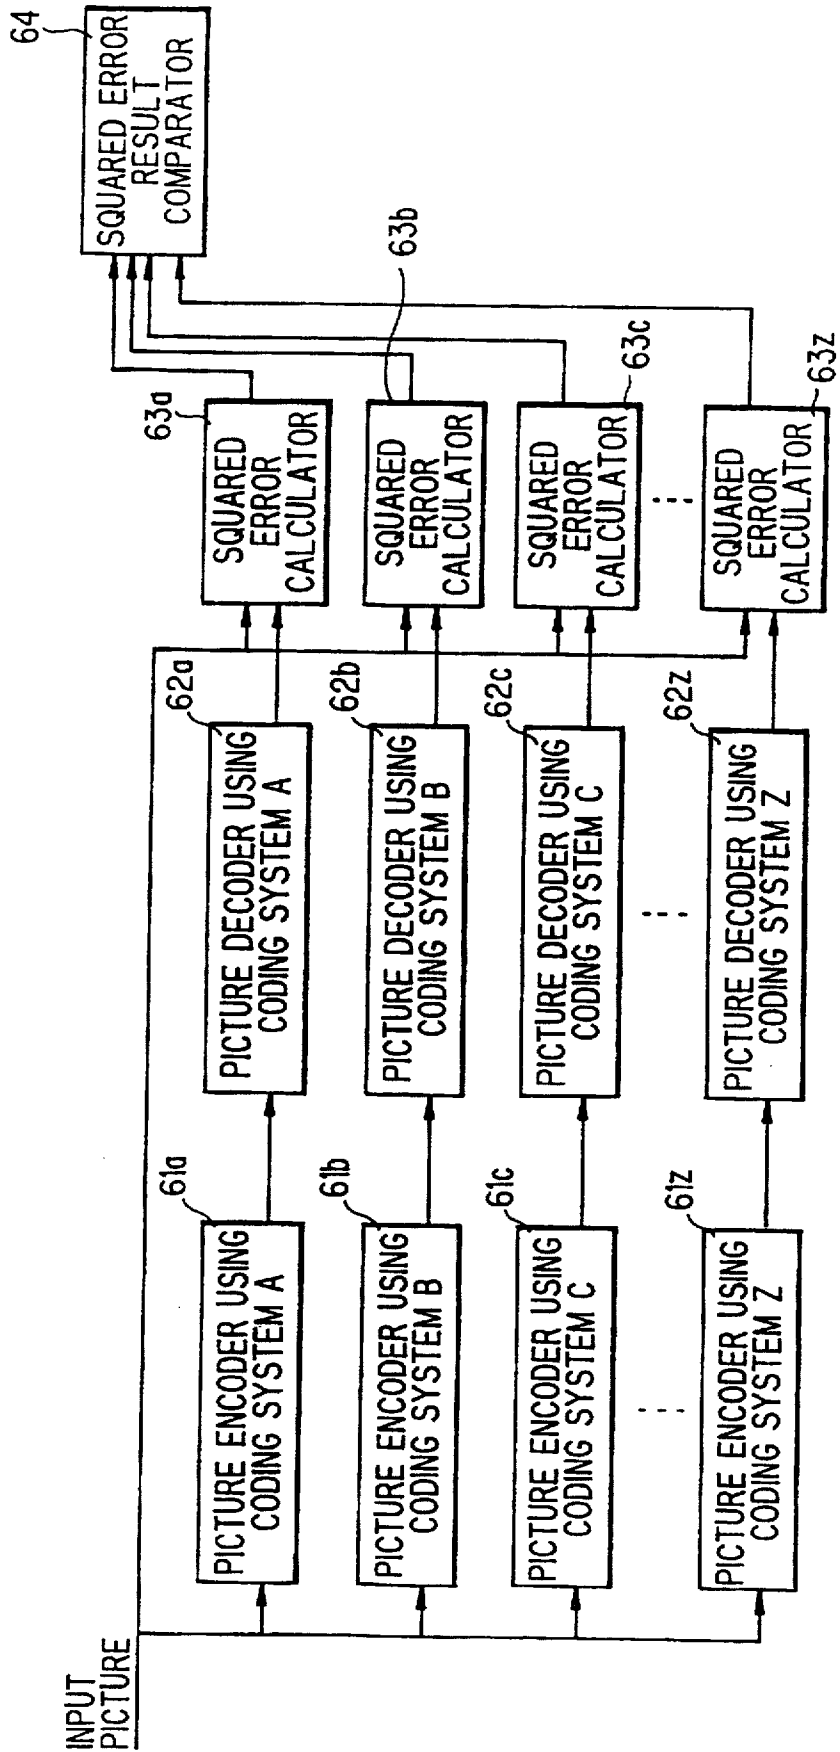 INPUT
PICTURE
61a
PICTURE ENCODER USING
CODING SYSTEM A
62a
PICTURE DECODER USING
CODING SYSTEM A
63a
SQUARED
ERROR
CALCULATOR
64
SQUARED ERROR
RESULT
COMPARATOR
61b
PICTURE ENCODER USING
CODING SYSTEM B
62b
PICTURE DECODER USING
CODING SYSTEM B
63b
SQUARED
ERROR
CALCULATOR
61c
PICTURE ENCODER USING
CODING SYSTEM C
62c
PICTURE DECODER USING
CODING SYSTEM C
63c
SQUARED
ERROR
CALCULATOR
61z
PICTURE ENCODER USING
CODING SYSTEM Z
62z
PICTURE DECODER USING
CODING SYSTEM Z
63z
SQUARED
ERROR
CALCULATOR